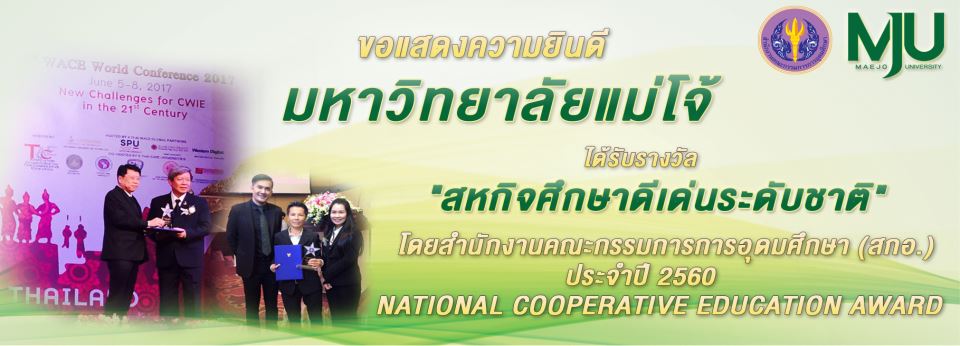 WACE World Conference 2017
June 5-8, 2017
New Challenges for CWIE
in the 21st Century
SPU
Western Digital
THAILAND
ขอแสดงความยินดี
มหาวิทยาลัยแม่โจ้
ได้รับรางวัล
"สหกิจศึกษาดีเด่นระดับชาติ"
โดยสำนักงานคณะกรรมการการอุดมศึกษา (สกอ.)
ประจำปี 2560
NATIONAL COOPERATIVE EDUCATION AWARD
MJU
MAEJO UNIVERSITY